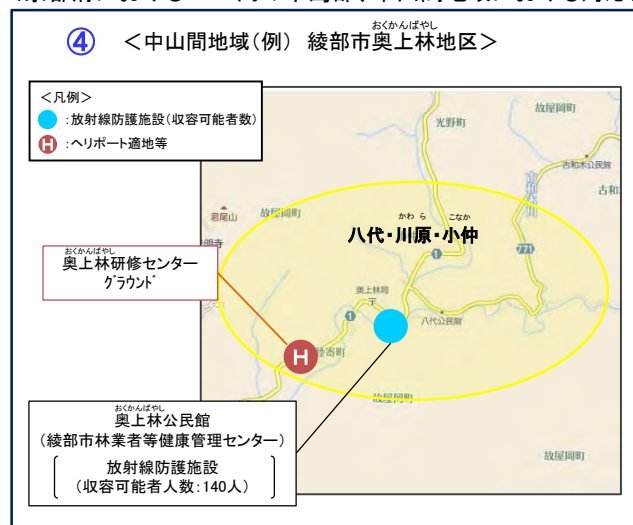 ④ <中山間地域(例) 綾部市奥上林地区>
おくかんばやし
<凡例>
:放射線防護施設(収容可能者数)
H :ヘリポート適地等
故屋岡町
光野町
古和木公民館
古和木川
君尾山
故屋岡町
かわら こなか
八代・川原・小仲
1
771
おくかんばやし
奥上林研修センター
グラウンド
奥上林局
〒
八代公民館
1
H
故屋岡町
おくかんばやし
奥上林公民館
(綾部市林業者等健康管理センター)
放射線防護施設
(収容可能者人数:140人)
故屋岡町